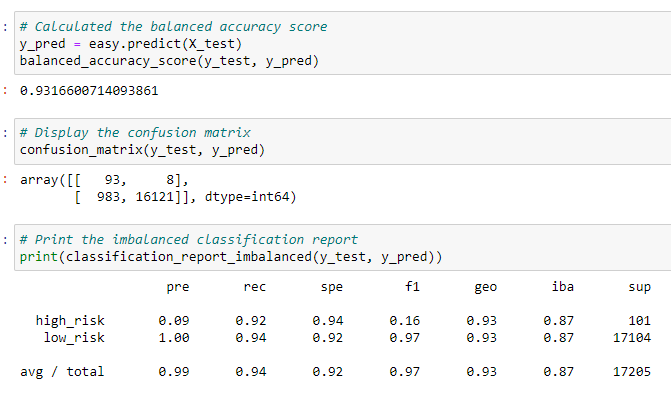 : # Calculated the balanced accuracy score
y_pred = easy.predict(X_test)
balanced_accuracy_score(y_test, y_pred)
: 0.9316600714093861
: # Display the confusion matrix
confusion_matrix(y_test, y_pred)
: array([[   93,     8],
       [  983, 16121]], dtype=int64)
: # Print the imbalanced classification report
print(classification_report_imbalanced(y_test, y_pred))
pre rec spe f1 geo iba sup
high_risk 0.09 0.92 0.94 0.16 0.93 0.87 101
low_risk 1.00 0.94 0.92 0.97 0.93 0.87 17104
avg / total 0.99 0.94 0.92 0.97 0.93 0.87 17205